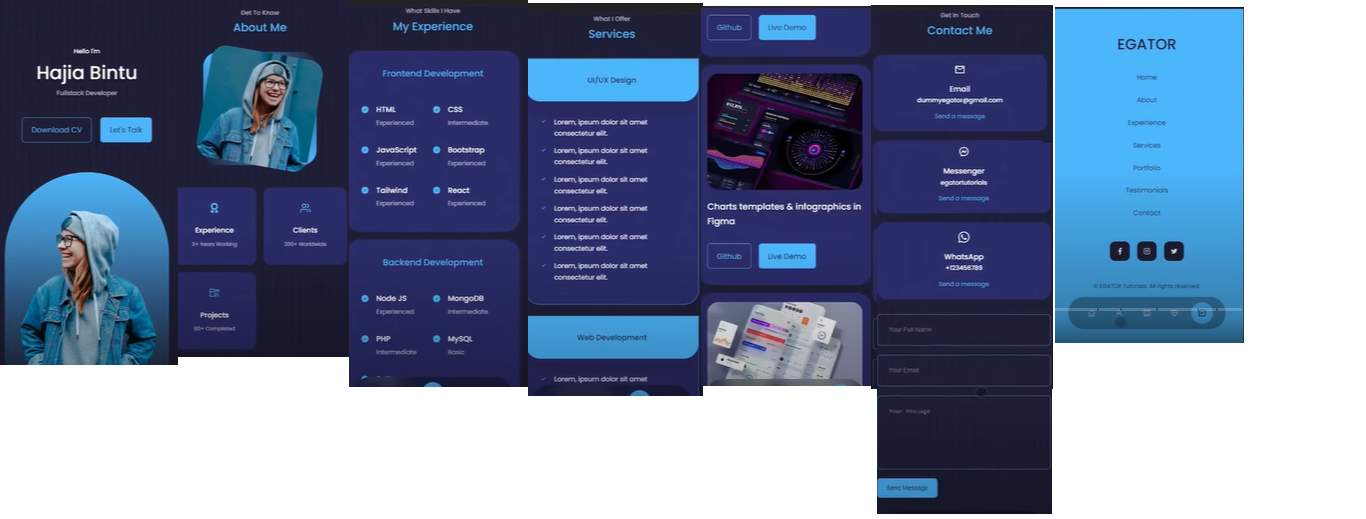 Hello I'm
Hajia Bintu
Fullstack Developer
Download CV
Let's Talk
Get To Know
About Me
Experience
3+ Years Working
Clients
200+ Worldwide
Projects
80+ Completed
What Skills I Have
My Experience
Frontend Development
HTML
Experienced
CSS
Intermediate
JavaScript
Experienced
Bootstrap
Experienced
Tailwind
Experienced
React
Experienced
Backend Development
Node JS
Experienced
MongoDB
Intermediate
PHP
Intermediate
MySQL
Basic
What I Offer
Services
UI/UX Design
Lorem, ipsum dolor sit amet
consectetur elit.
Lorem, ipsum dolor sit amet
consectetur elit.
Lorem, ipsum dolor sit amet
consectetur elit.
Lorem, ipsum dolor sit amet
consectetur elit.
Lorem, ipsum dolor sit amet
consectetur elit.
Lorem, ipsum dolor sit amet
consectetur elit.
Web Development
Lorem, ipsum dolor sit amet
Github
Live Demo
Charts templates & infographics in
Figma
Github
Live Demo
Get In Touch
Contact Me
Email
dummyegator@gmail.com
Send a message
Messenger
egatortutorials
Send a message
WhatsApp
+123456789
Send a message
Your Full Name
Your Email
Your Message
Send Message
EGATOR
Home
About
Experience
Services
Portfolio
Testimonials
Contact
© EGATOR Tutorials. All rights reserved.